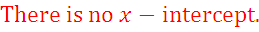 There is no x − intercept.